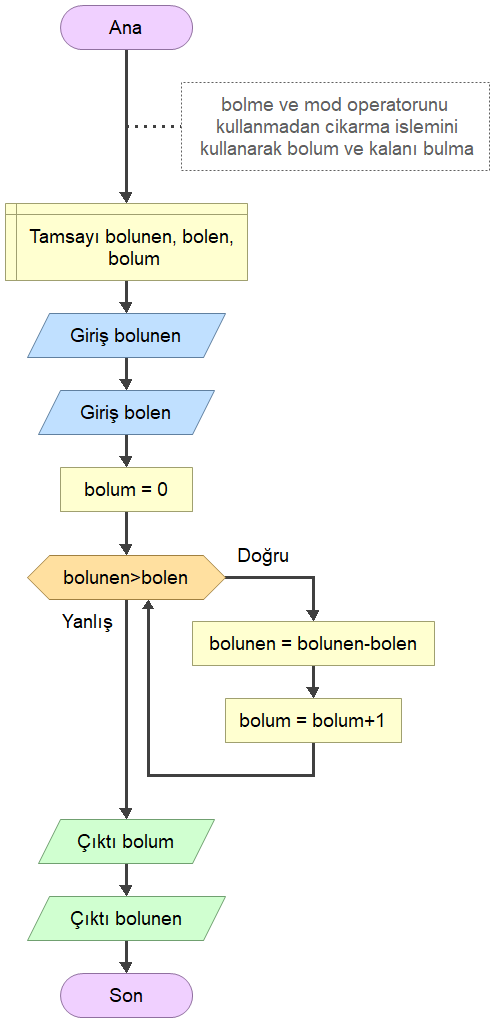 Ana
bolme ve mod operatorunu
kullanmadan cikarma islemini
kullanarak bolum ve kalanı bulma
Tamsayı bolunen, bolen,
bolum
Giriş bolunen
Giriş bolen
bolum = 0
bolunen>bolen
Doğru
Yanlış
bolunen = bolunen-bolen
bolum = bolum+1
Çıktı bolum
Çıktı bolunen
Son